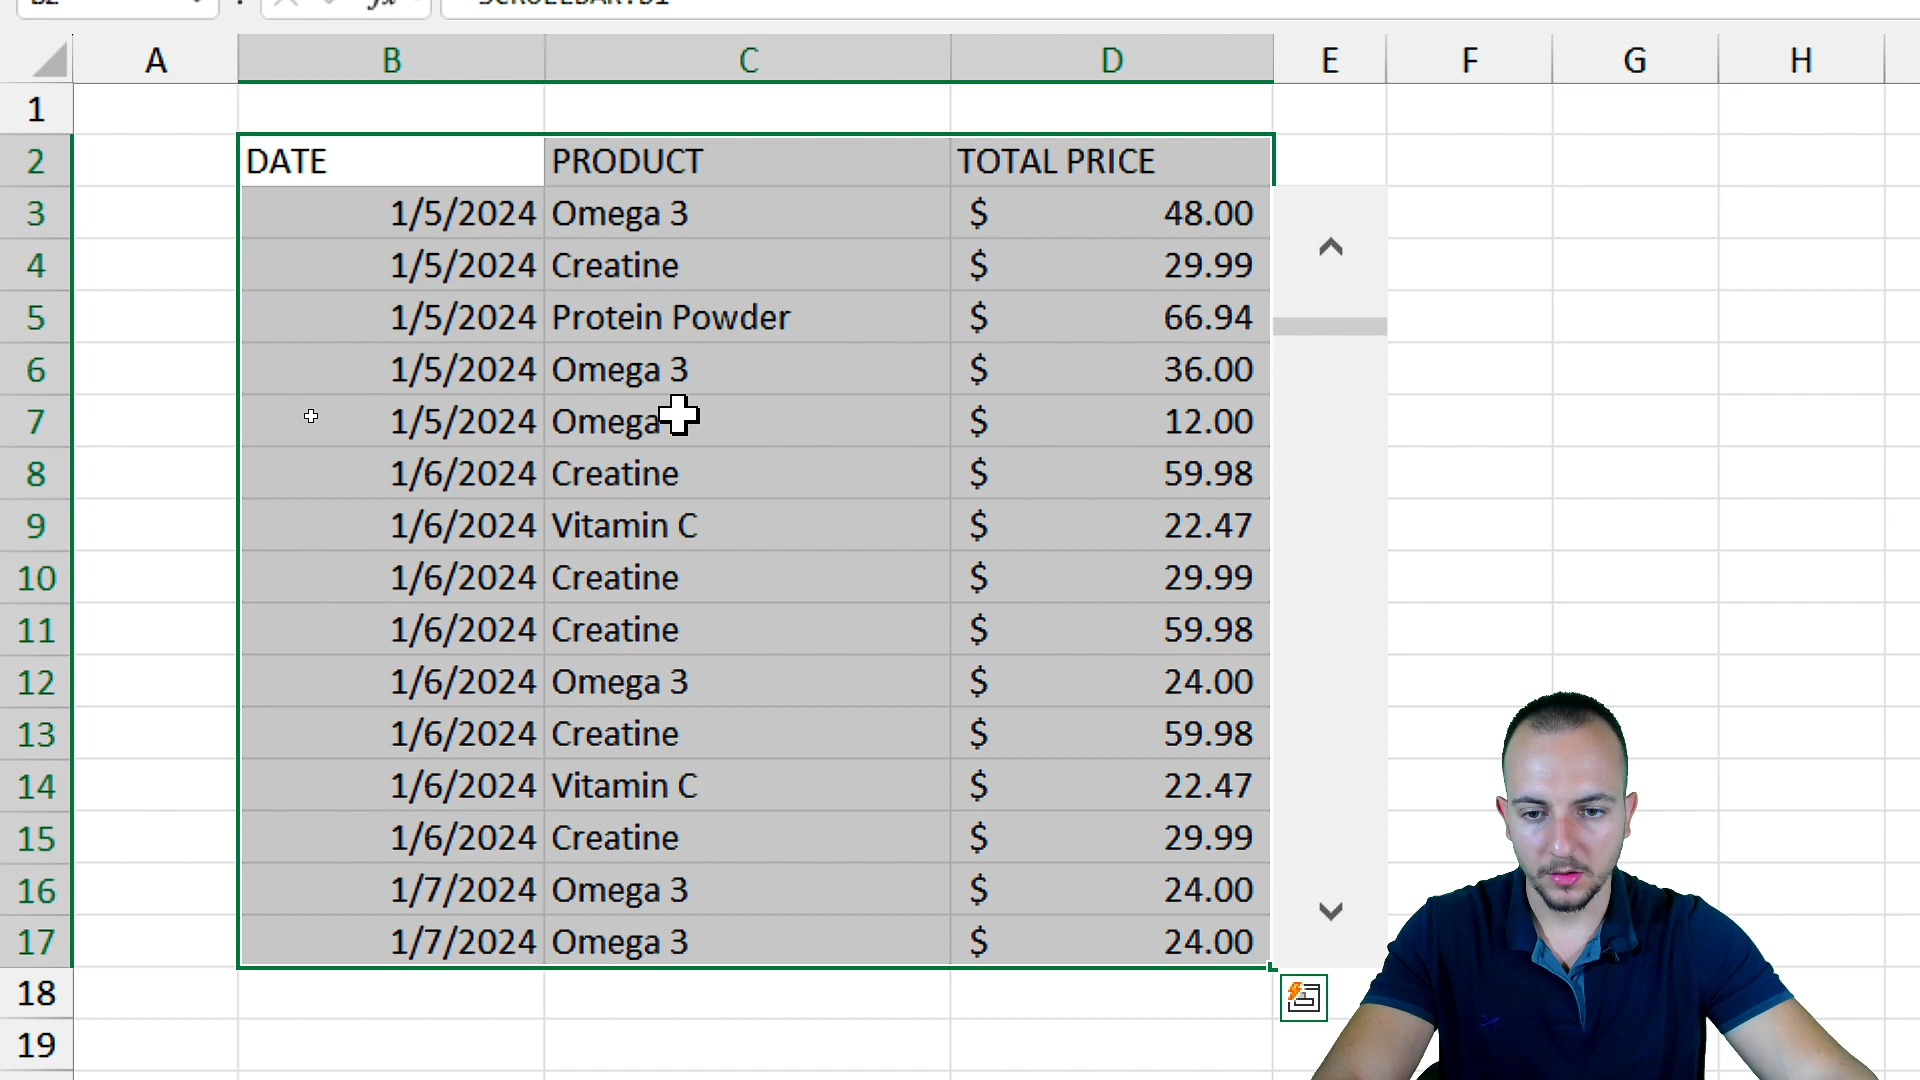 A B C D E F G H
1
2 DATE PRODUCT TOTAL PRICE
3 1/5/2024 Omega 3 $ 48.00
4 1/5/2024 Creatine $ 29.99
5 1/5/2024 Protein Powder $ 66.94
6 1/5/2024 Omega 3 $ 36.00
7 1/5/2024 Omega $ 12.00
8 1/6/2024 Creatine $ 59.98
9 1/6/2024 Vitamin C $ 22.47
10 1/6/2024 Creatine $ 29.99
11 1/6/2024 Creatine $ 59.98
12 1/6/2024 Omega 3 $ 24.00
13 1/6/2024 Creatine $ 59.98
14 1/6/2024 Vitamin C $ 22.47
15 1/6/2024 Creatine $ 29.99
16 1/7/2024 Omega 3 $ 24.00
17 1/7/2024 Omega 3 $ 24.00
18
19